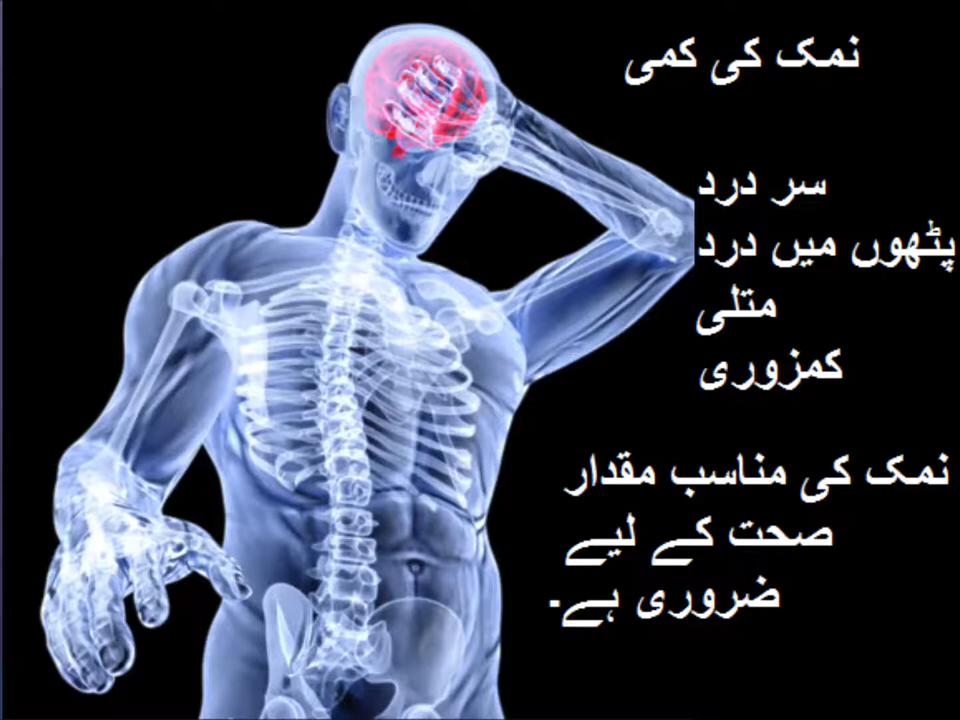 نمک کی کمی
سر درد
پٹھوں میں درد
متلی
کمزوری
نمک کی مناسب مقدار
صحت کے لیے
ضروری ہے۔